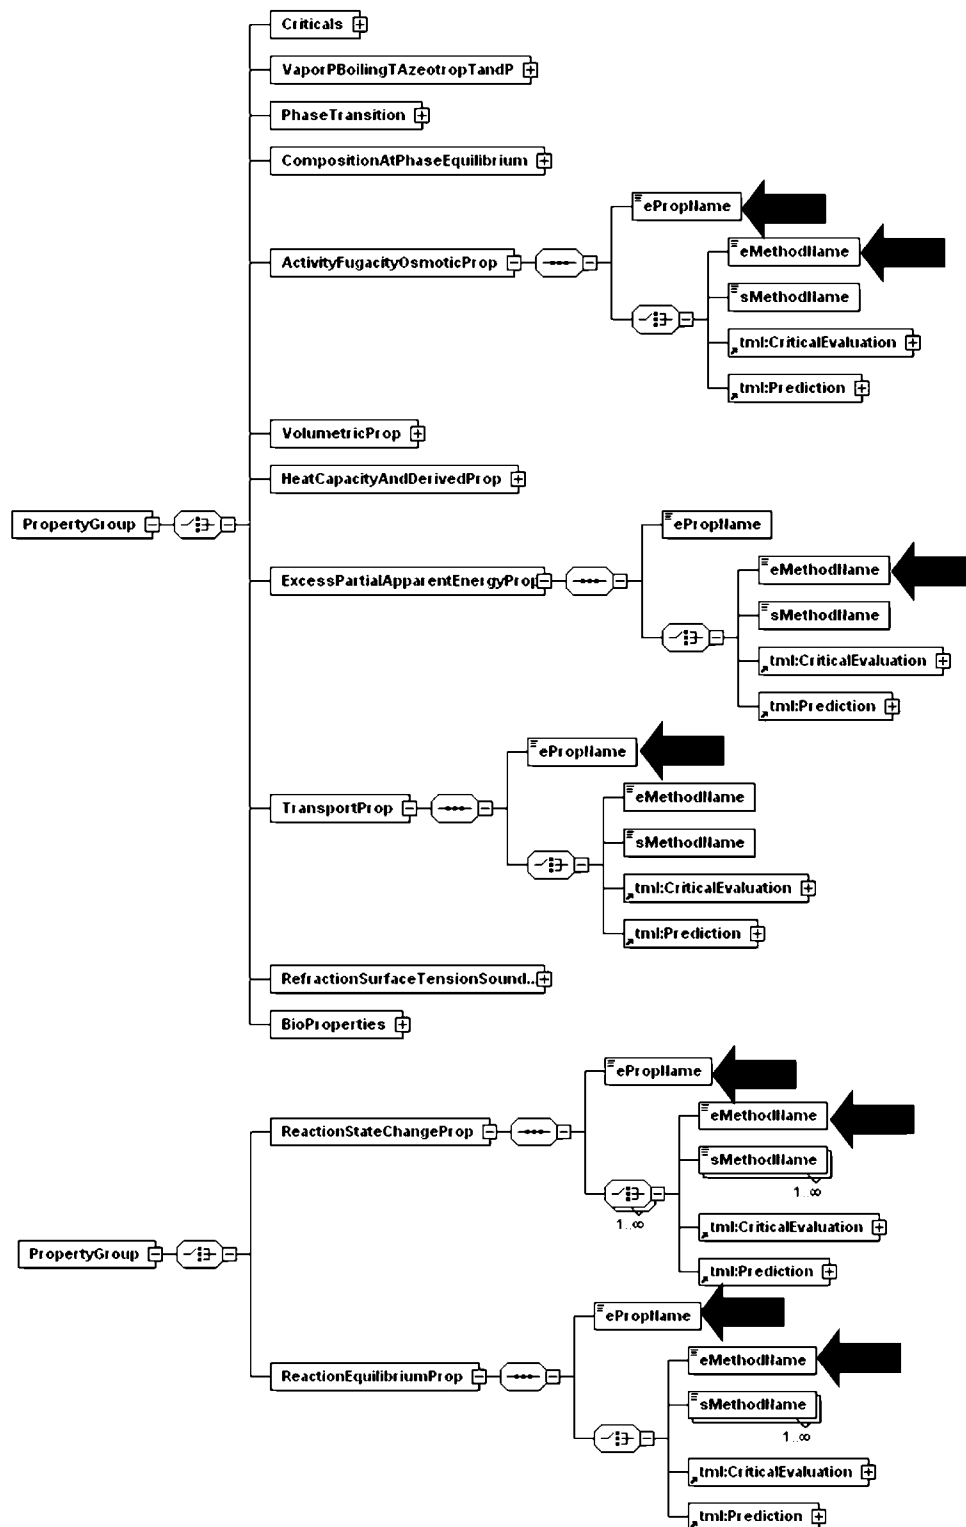 Criticals
VaporPBoilingTAzeotropTandP
PhaseTransition
CompositionAtPhaseEquilibrium
ePropName
eMethodName
ActivityFugacityOsmoticProp
sMethodName
tml:CriticalEvaluation
tml:Prediction
VolumetricProp
HeatCapacityAndDerivedProp
PropertyGroup
ePropName
eMethodName
ExcessPartialApparentEnergyProp
sMethodName
tml:CriticalEvaluation
tml:Prediction
ePropName
eMethodName
TransportProp
sMethodName
tml:CriticalEvaluation
tml:Prediction
RefractionSurfaceTensionSound...
BioProperties
ePropName
eMethodName
ReactionStateChangeProp
sMethodName
1..∞
1..∞
tml:CriticalEvaluation
PropertyGroup
tml:Prediction
ePropName
eMethodName
ReactionEquilibriumProp
sMethodName
1..∞
tml:CriticalEvaluation
tml:Prediction